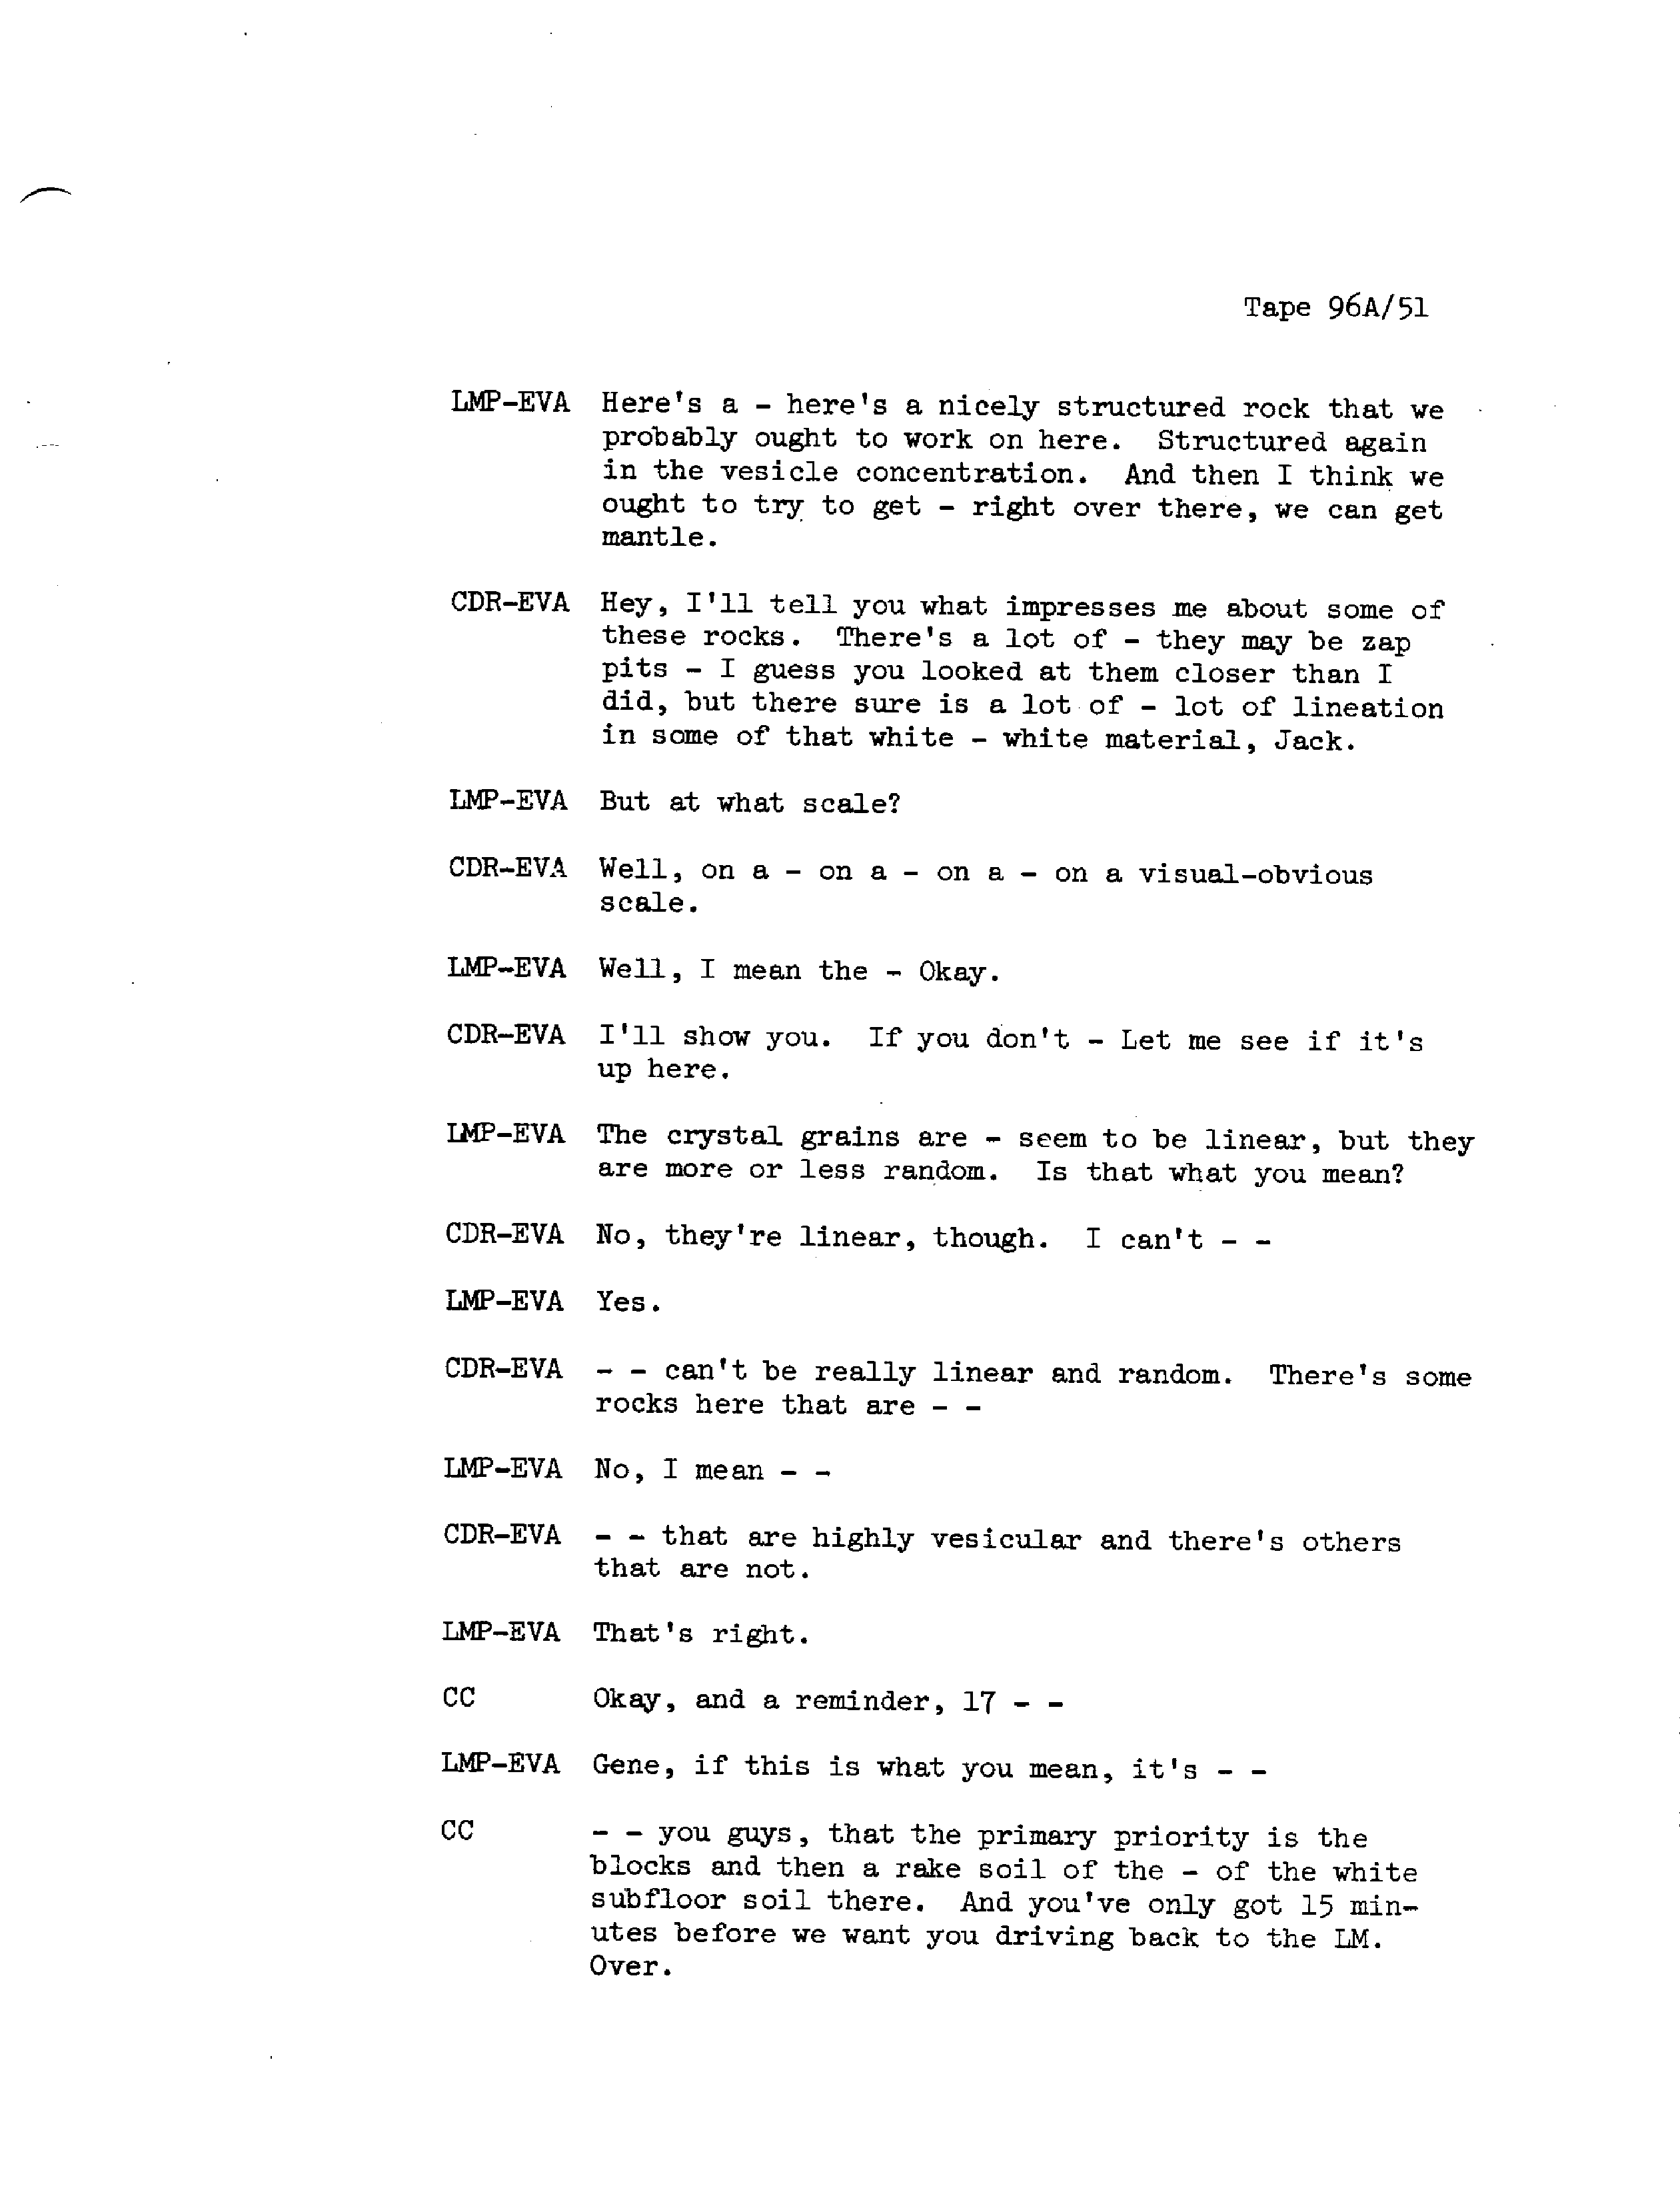 Tape 96A/51
LMP-EVA Here's a - here's a nicely structured rock that we
probably ought to work on here. Structured again
in the vesicle concentration. And then I think we
ought to try to get - right over there, we can get
mantle.
CDR-EVA Hey, I'll tell you what impresses me about some of
these rocks. There's a lot of - they may be zap
pits - I guess you looked at them closer than I
did, but there sure is a lot of - lot of lineation
in some of that white - white material, Jack.
LMP-EVA But at what scale?
CDR-EVA Well, on a - on a - on a - on a visual-obvious
scale.
LMP-EVA Well, I mean the - Okay.
CDR-EVA I'll show you. If you don't - Let me see if it's
up here.
LMP-EVA The crystal grains are - seem to be linear, but they
are more or less random. Is that what you mean?
CDR-EVA No, they're linear, though. I can't - -
LMP-EVA Yes.
CDR-EVA - - can't be really linear and random. There's some
rocks here that are - -
LMP-EVA No, I mean - -
CDR-EVA - - that are highly vesicular and there's others
that are not.
LMP-EVA That's right.
CC Okay, and a reminder, 17 - -
LMP-EVA Gene, if this is what you mean, it's - -
CC - - you guys, that the primary priority is the
blocks and then a rake soil of the - of the white
subfloor soil there. And you've only got 15 min-
utes before we want you driving back to the LM.
Over.